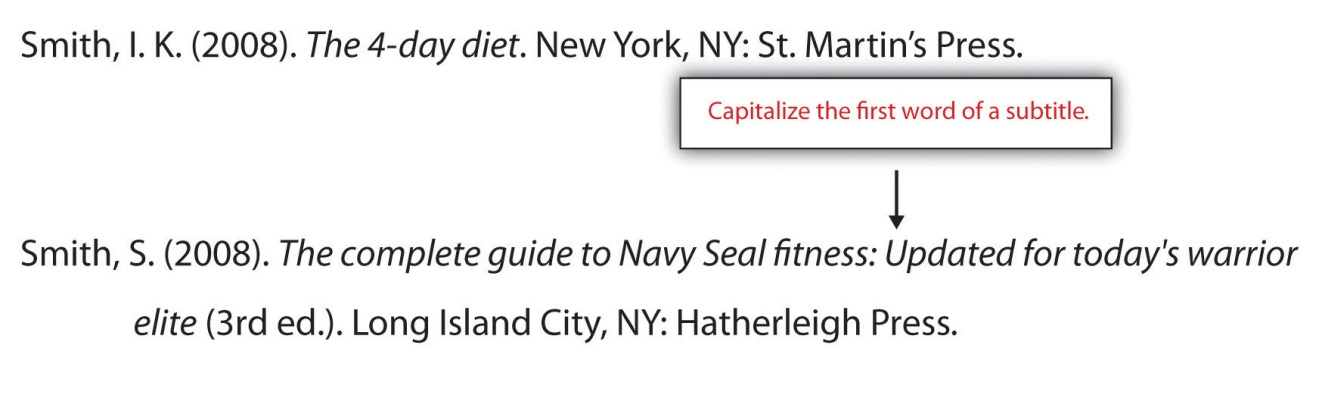 Smith, I. K. (2008). The 4-day diet. New York, NY: St. Martin’s Press.
Capitalize the first word of a subtitle.
Smith, S. (2008). The complete guide to Navy Seal fitness: Updated for today's warrior
elite (3rd ed.). Long Island City, NY: Hatherleigh Press.